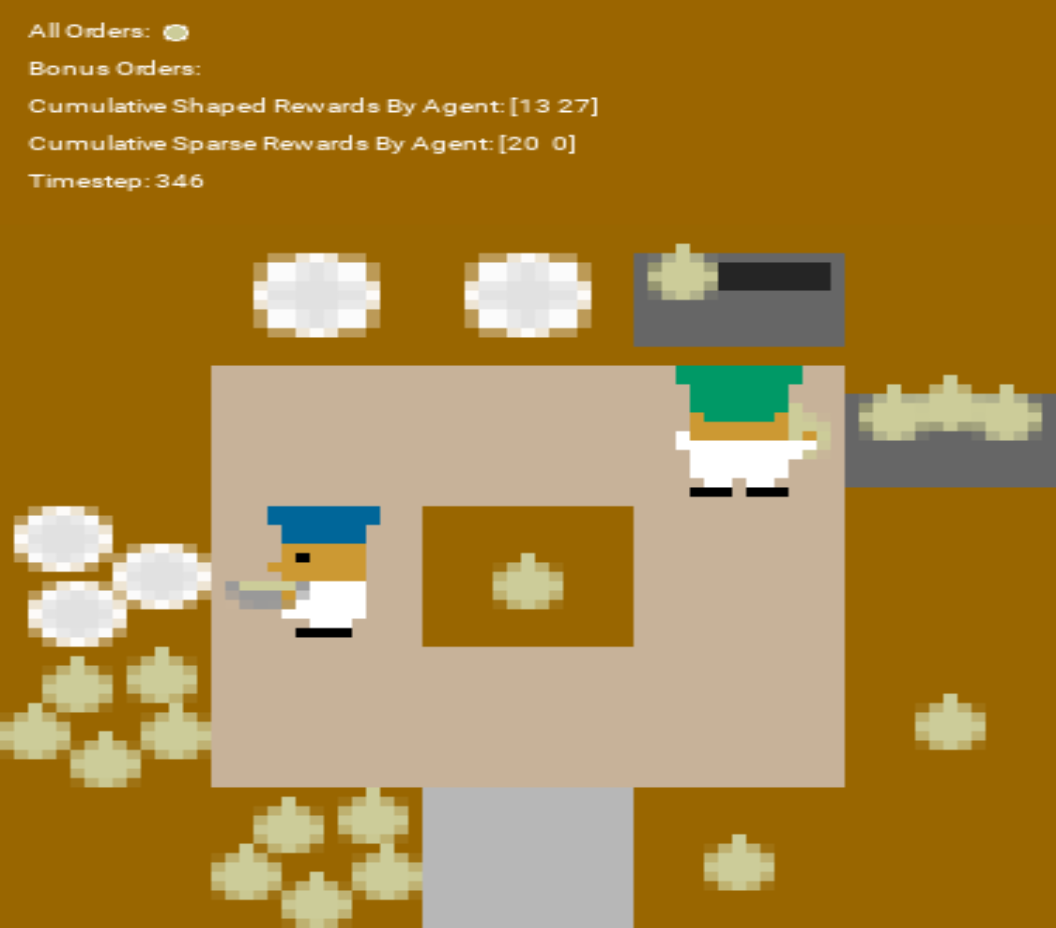 All Orders:
Bonus Orders:
Cumulative Shaped Rewards By Agent: [13 27]
Cumulative Sparse Rewards By Agent: [20  0]
Timestep: 346